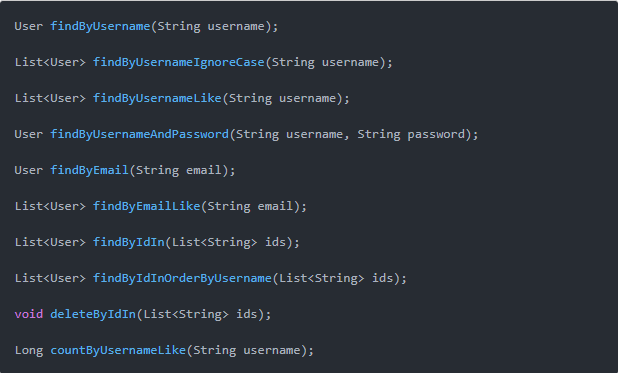 User findByUsername(String username);
List<User> findByUsernameIgnoreCase(String username);
List<User> findByUsernameLike(String username);
User findByUsernameAndPassword(String username, String password);
User findByEmail(String email);
List<User> findByEmailLike(String email);
List<User> findByIdIn(List<String> ids);
List<User> findByIdInOrderByUsername(List<String> ids);
void deleteByIdIn(List<String> ids);
Long countByUsernameLike(String username);